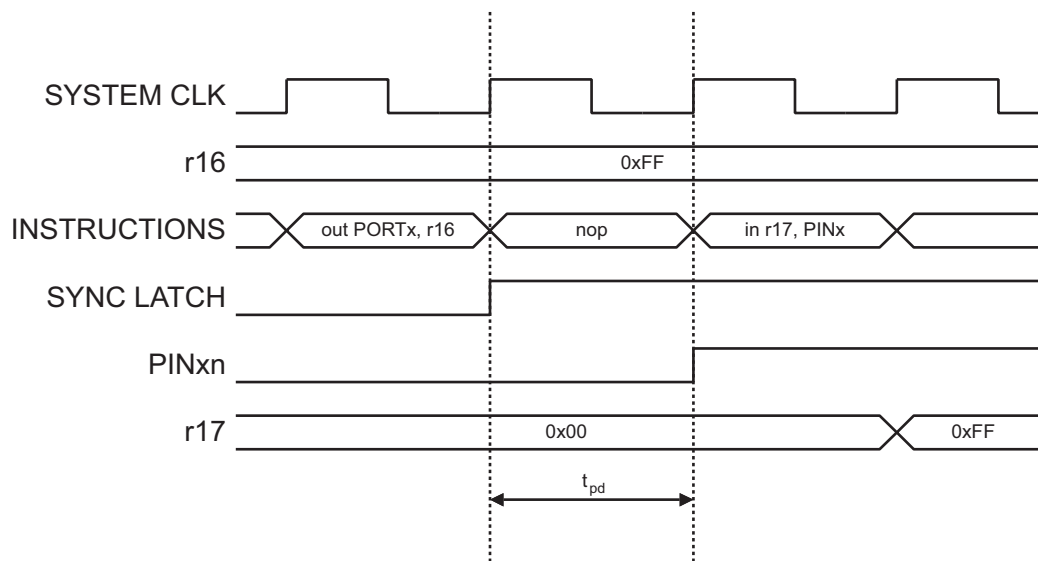 SYSTEM CLK
r16
0xFF
INSTRUCTIONS
out PORTx, r16
nop
in r17, PINx
SYNC LATCH
PINxn
r17
0x00
0xFF
tpd